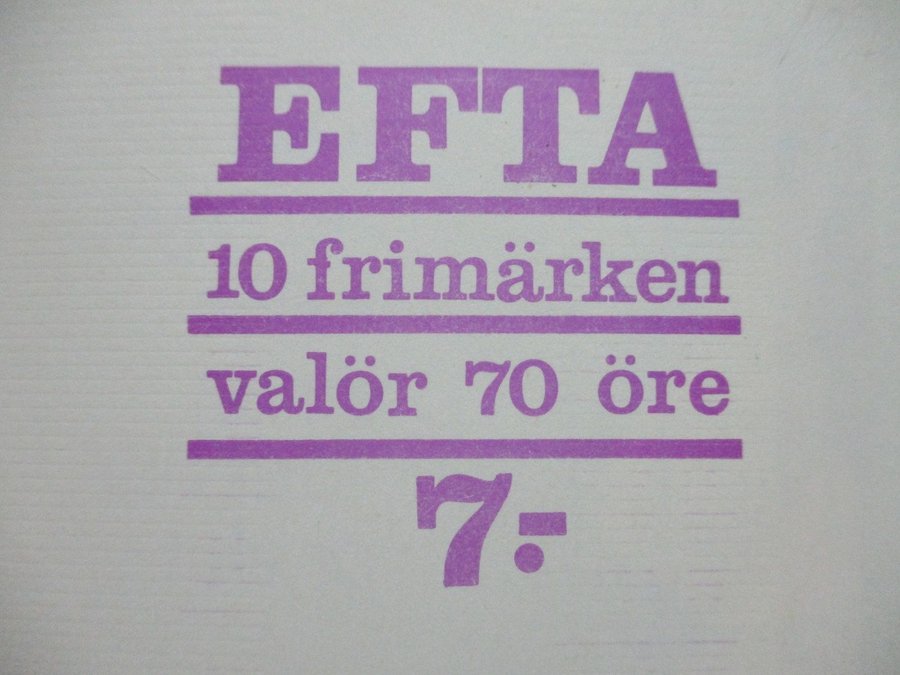 EFTA
10 frimärken
valör 70 öre
7.-